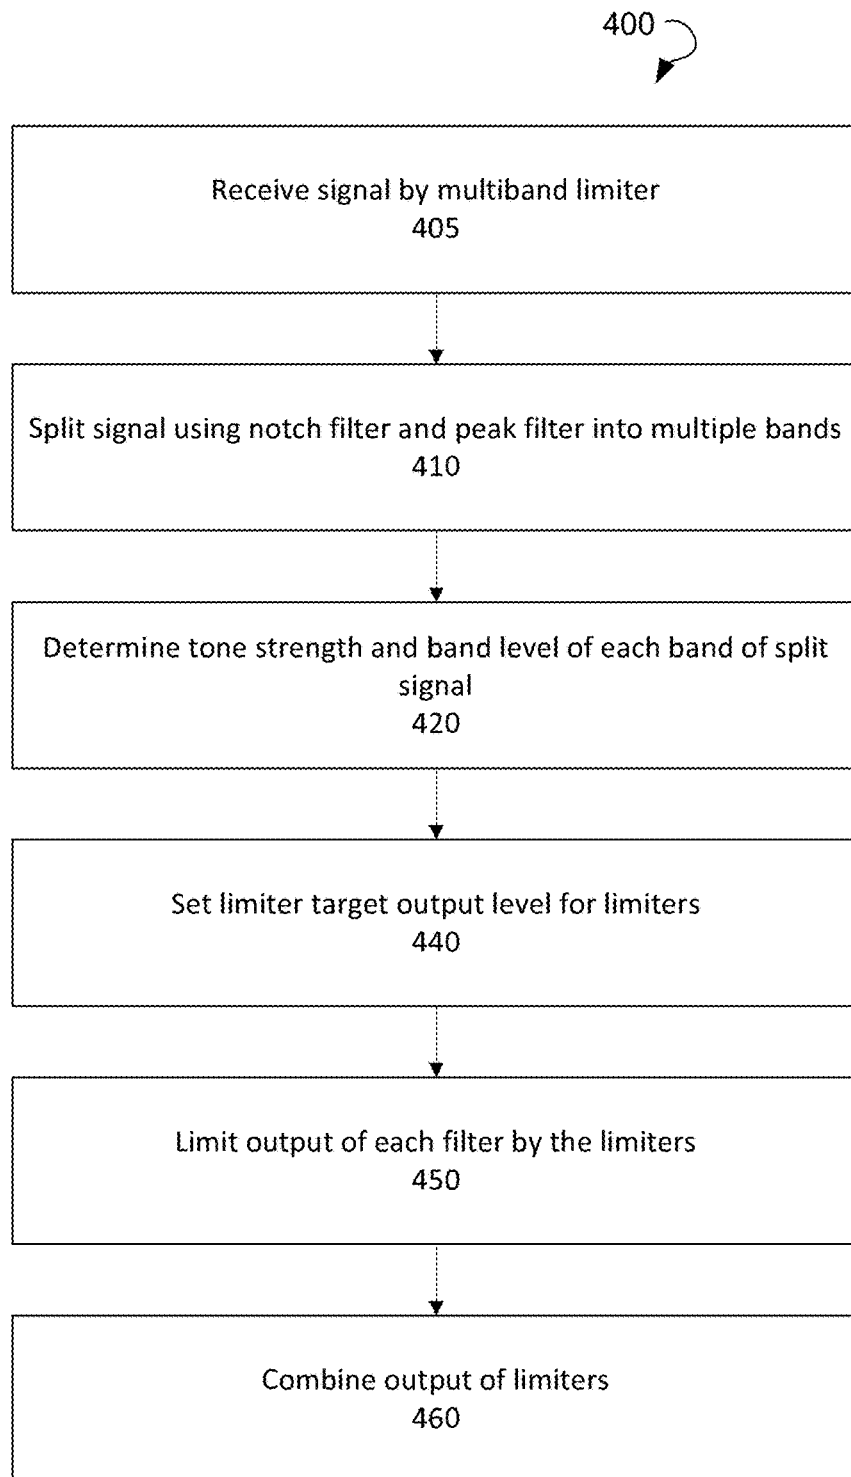 400
Receive signal by multiband limiter
405
Split signal using notch filter and peak filter into multiple bands
410
Determine tone strength and band level of each band of split
signal
420
Set limiter target output level for limiters
440
Limit output of each filter by the limiters
450
Combine output of limiters
460